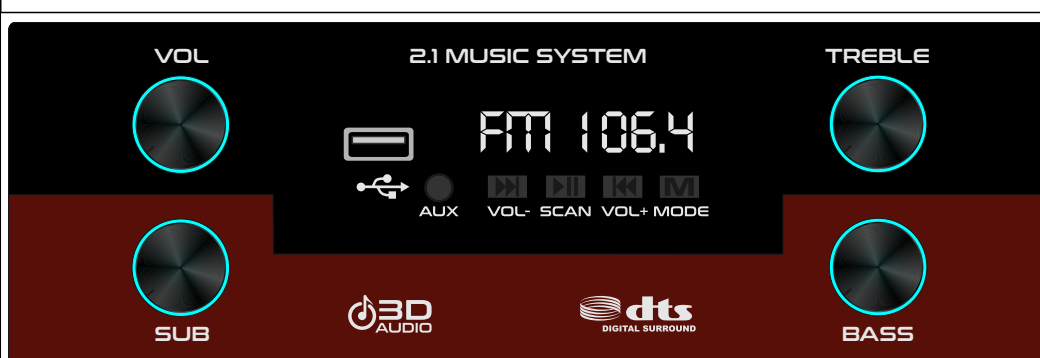 VOL
2.1 MUSIC SYSTEM
TREBLE
FM 106.4
M
AUX VOL- SCAN VOL+ MODE
3D
AUDIO
dts
DIGITAL SURROUND
SUB
BASS